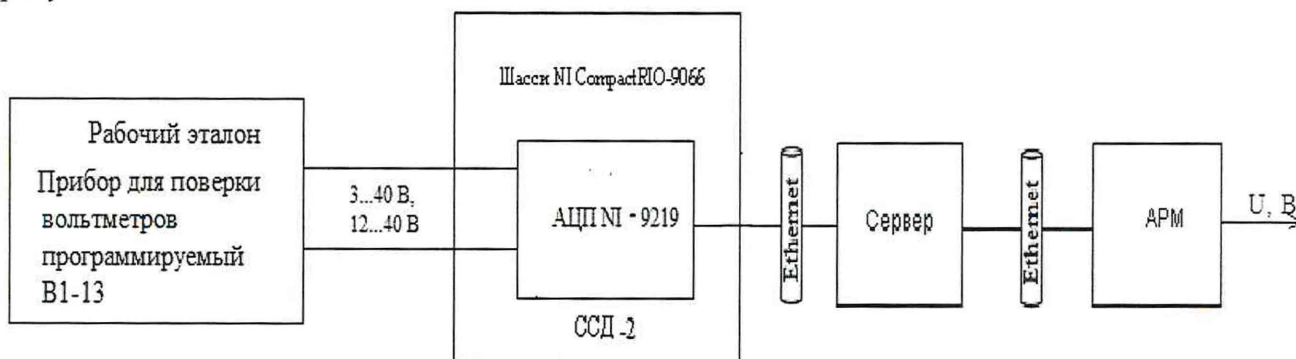 Рабочий эталон
Прибор для поверки
вольтметров
программируемый
В1-13
3...40 В,
12...40 В
Шасси NI CompactRIO-9066
АЦП NI - 9219
ССД -2
Ethernet
Сервер
Ethernet
АРМ
U, В